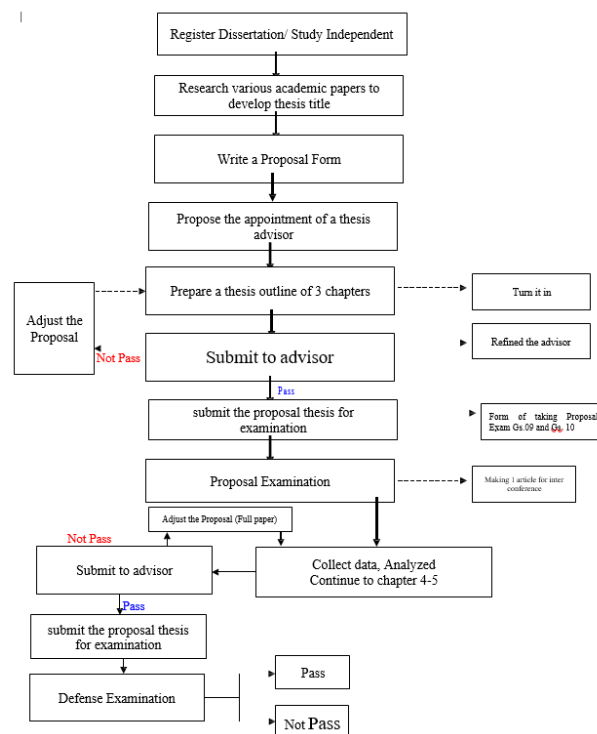 Register Dissertation/ Study Independent
Research various academic papers to
develop thesis title
Write a Proposal Form
Propose the appointment of a thesis
advisor
Prepare a thesis outline of 3 chapters
Turn it in
Adjust the
Proposal
Not Pass
Submit to advisor
Refined the advisor
Pass
submit the proposal thesis for
examination
Form of taking Proposal
Exam Gs.09 and Gs. 10
Proposal Examination
Making 1 article for inter
conference
Adjust the Proposal (Full paper)
Not Pass
Submit to advisor
Collect data, Analyzed
Continue to chapter 4-5
Pass
submit the proposal thesis
for examination
Defense Examination
Pass
Not Pass